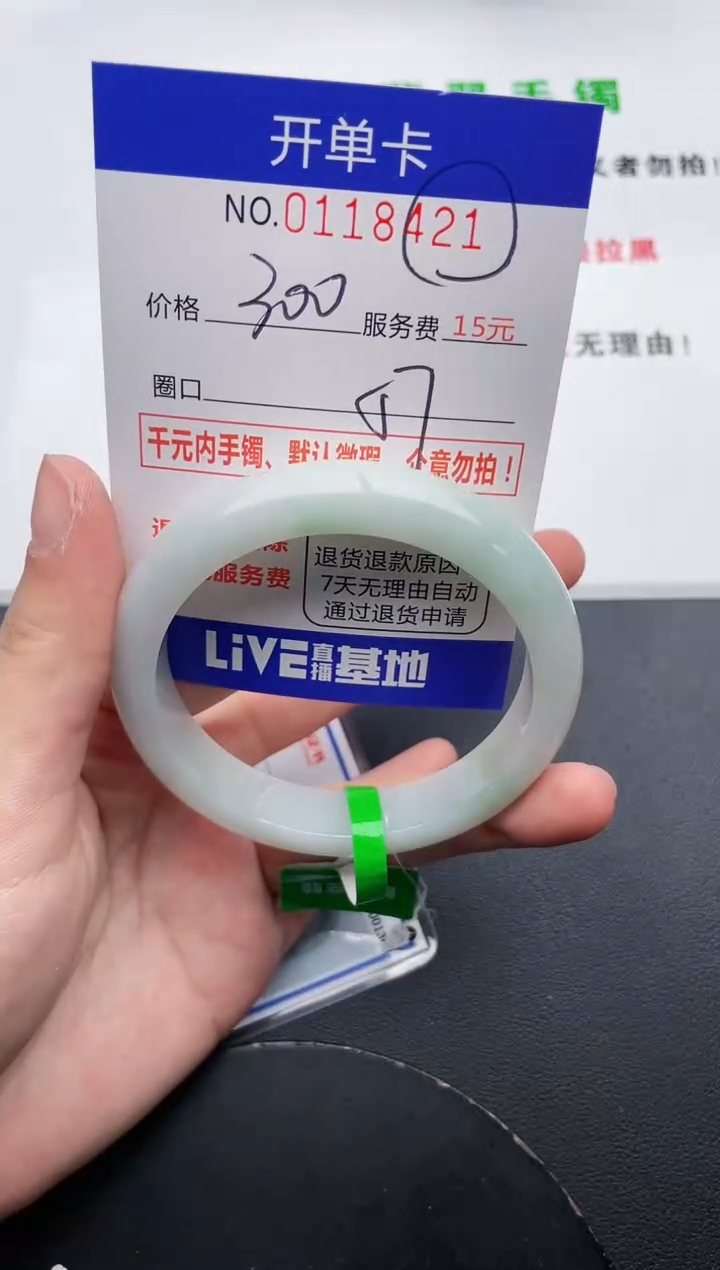 手镯
开单卡
者勿拍!
NO.0118421
拉黑
价格 300 服务费 15元
无理由!
圈口
千元内手镯、默认微瑕 介意勿拍!
退货退款原因
服务费
7天无理由自动
通过退货申请
LiVE直播基地